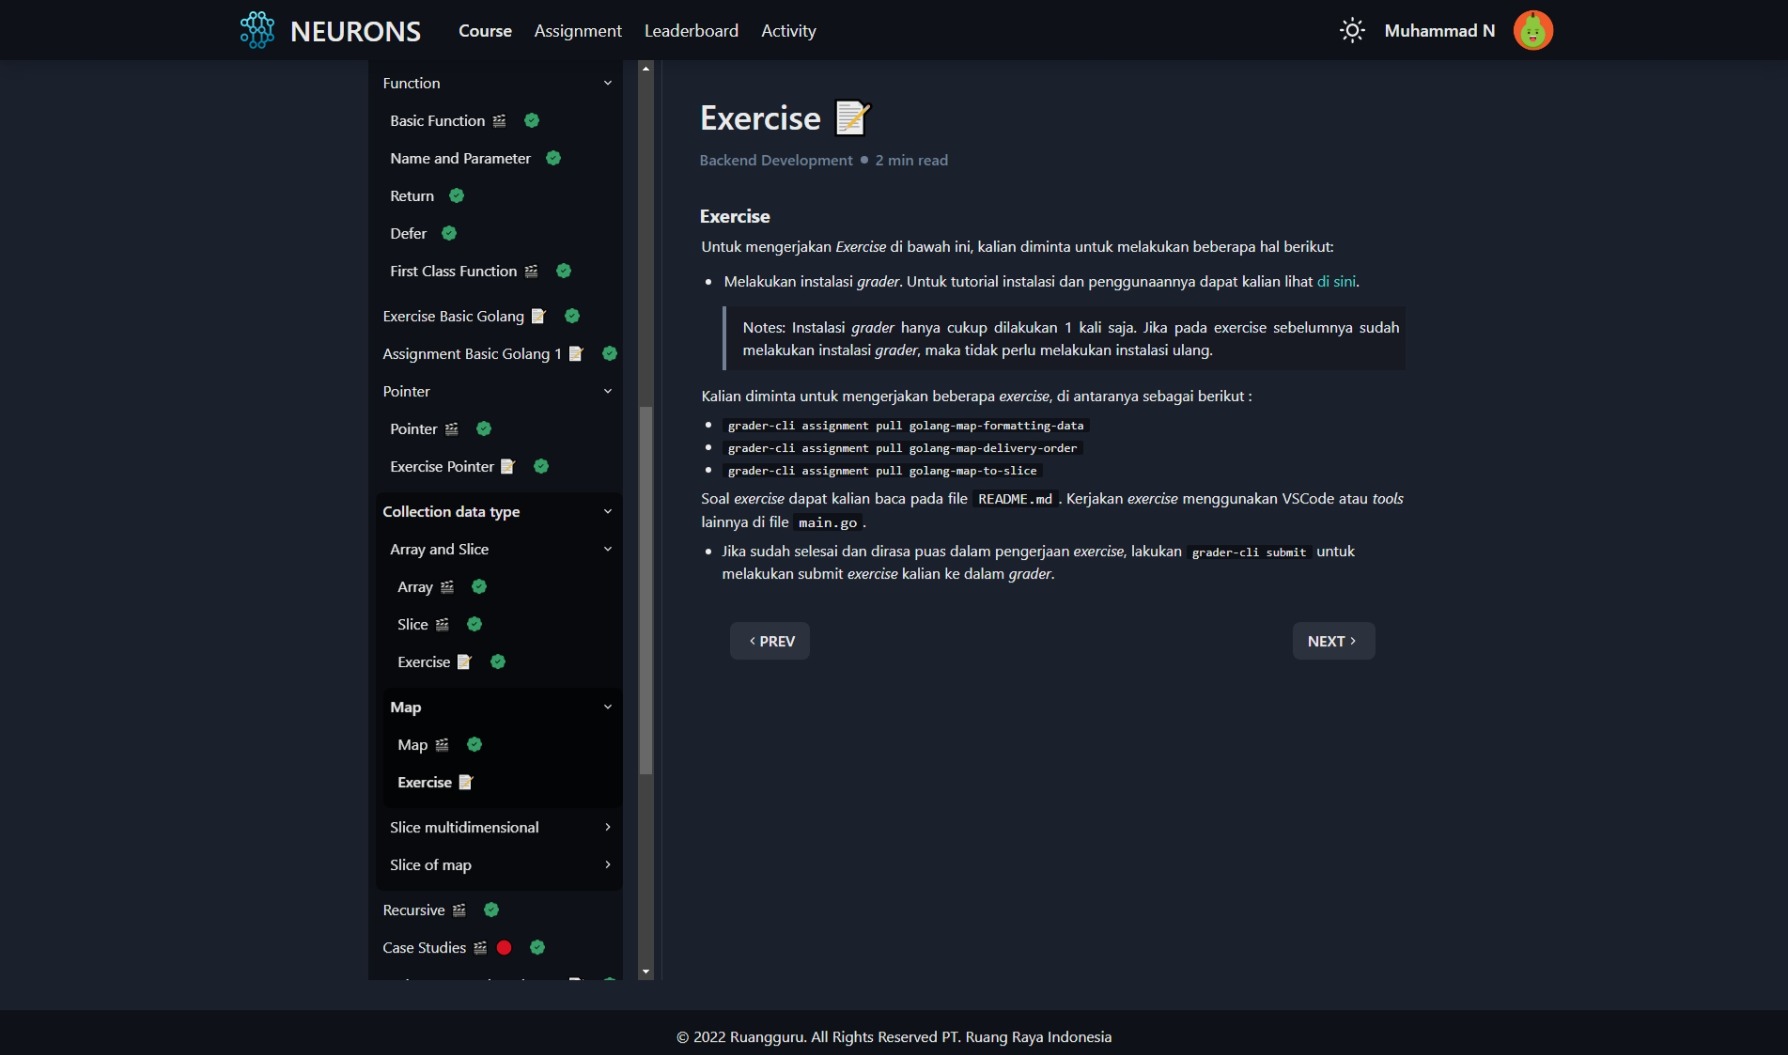 NEURONS
Course
Assignment
Leaderboard
Activity
Muhammad N
Function
Basic Function
Name and Parameter
Return
Defer
First Class Function
Exercise Basic Golang
Assignment Basic Golang 1
Pointer
Pointer
Exercise Pointer
Collection data type
Array and Slice
Array
Slice
Exercise
Map
Map
Exercise
Slice multidimensional
Slice of map
Recursive
Case Studies
Exercise
Backend Development • 2 min read
Exercise
Untuk mengerjakan Exercise di bawah ini, kalian diminta untuk melakukan beberapa hal berikut:
• Melakukan instalasi grader. Untuk tutorial instalasi dan penggunaannya dapat kalian lihat di sini.
Notes: Instalasi grader hanya cukup dilakukan 1 kali saja. Jika pada exercise sebelumnya sudah
melakukan instalasi grader, maka tidak perlu melakukan instalasi ulang.
Kalian diminta untuk mengerjakan beberapa exercise, di antaranya sebagai berikut :
• grader-cli assignment pull golang-map-formatting-data
• grader-cli assignment pull golang-map-delivery-order
• grader-cli assignment pull golang-map-to-slice
Soal exercise dapat kalian baca pada file README.md . Kerjakan exercise menggunakan VSCode atau tools
lainnya di file main.go .
• Jika sudah selesai dan dirasa puas dalam pengerjaan exercise, lakukan grader-cli submit untuk
melakukan submit exercise kalian ke dalam grader.
‹ PREV
NEXT ›
© 2022 Ruangguru. All Rights Reserved PT. Ruang Raya Indonesia